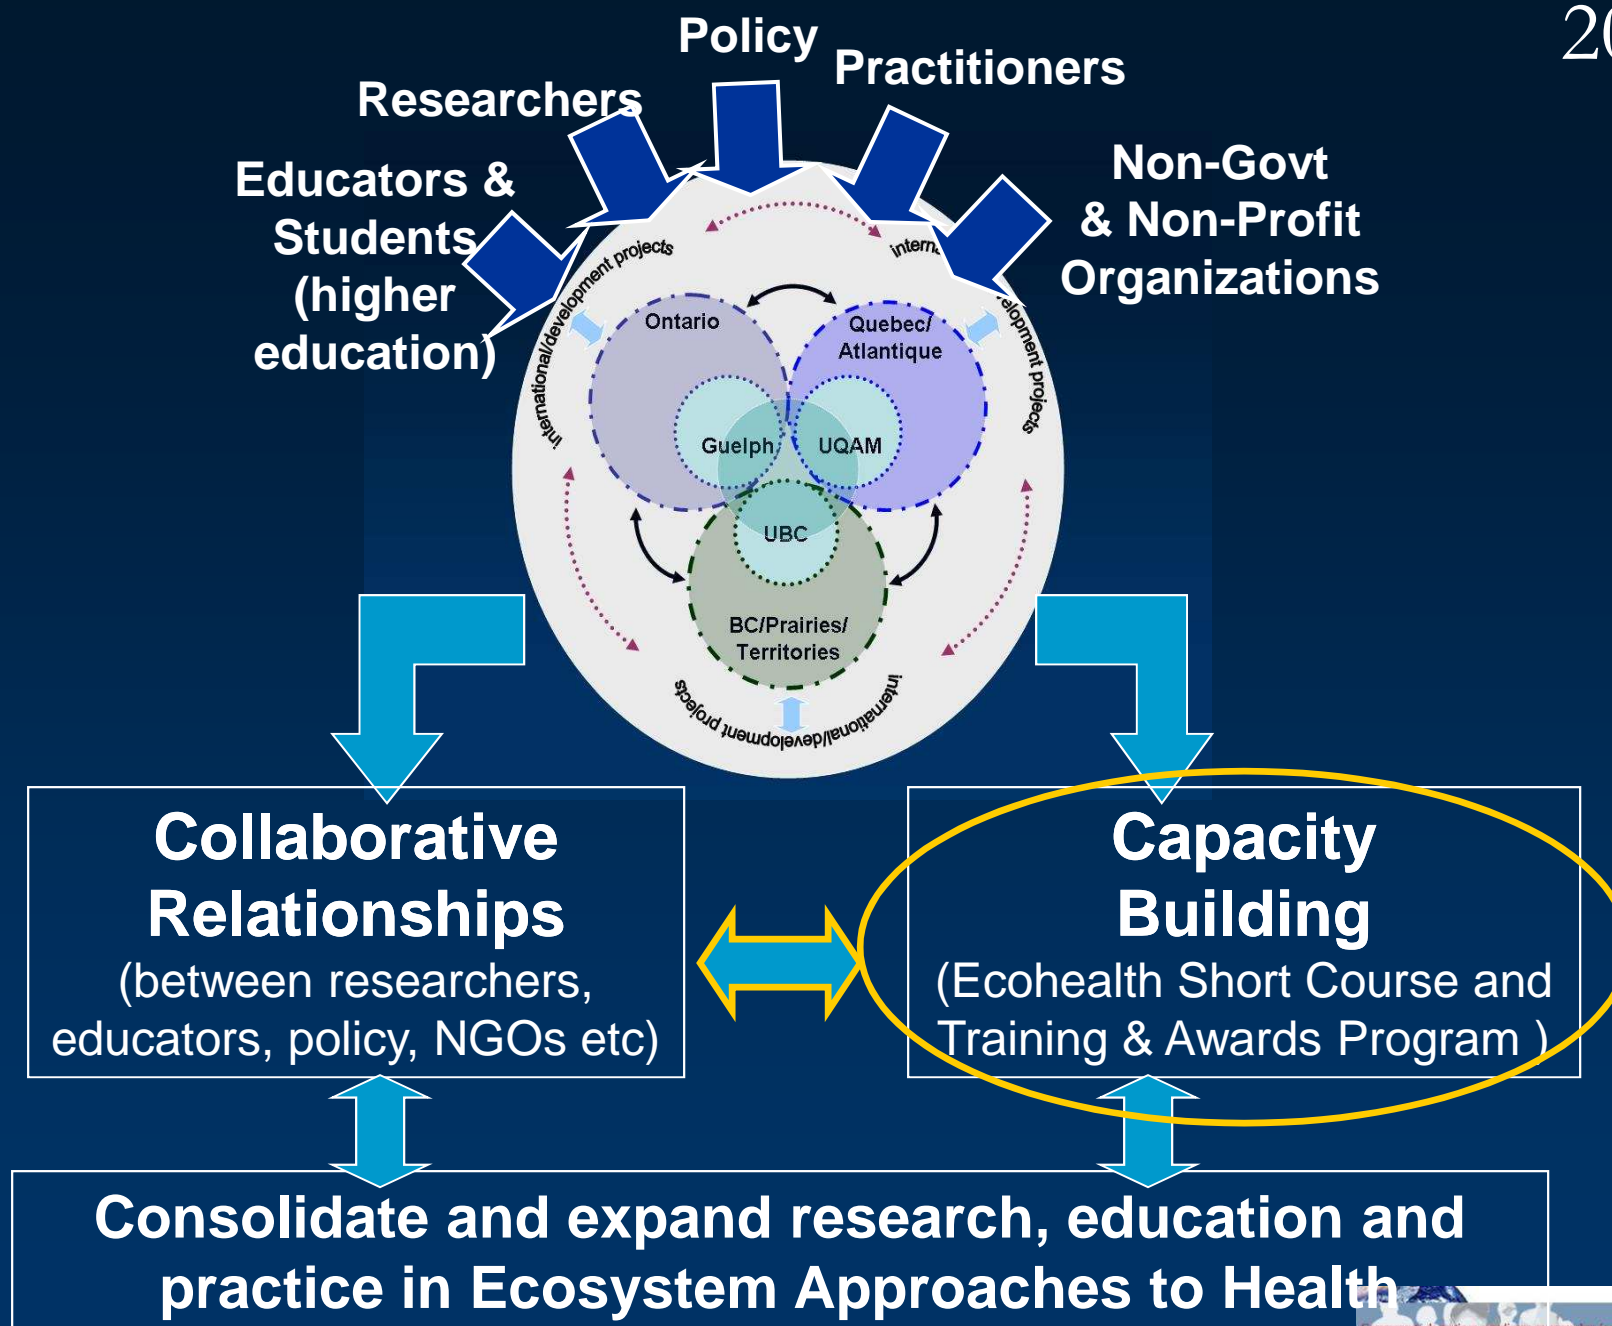 20
Policy
Practitioners
Researchers
Educators &
Students
(higher
education)
Non-Govt
& Non-Profit
Organizations
international/development projects
Ontario
Quebec/
Atlantique
Guelph
UQAM
UBC
BC/Prairies/
Territories
international/development projects
Collaborative
Relationships
(between researchers,
educators, policy, NGOs etc)
Capacity
Building
(Ecohealth Short Course and
Training & Awards Program )
Consolidate and expand research, education and
practice in Ecosystem Approaches to Health